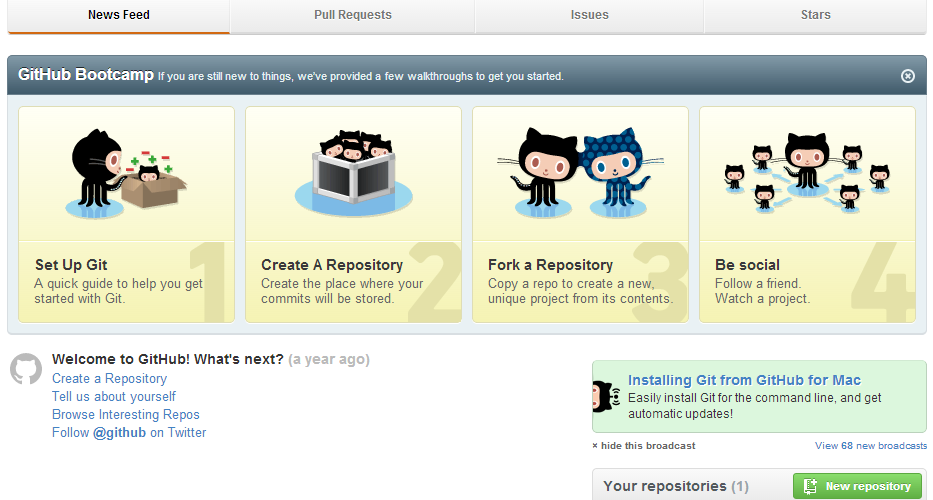 News Feed
Pull Requests
Issues
Stars
GitHub Bootcamp If you are still new to things, we've provided a few walkthroughs to get you started.
Set Up Git
A quick guide to help you get
started with Git.
1
Create A Repository
Create the place where your
commits will be stored.
2
Fork a Repository
Copy a repo to create a new,
unique project from its contents.
3
Be social
Follow a friend.
Watch a project.
4
Welcome to GitHub! What's next? (a year ago)
Create a Repository
Tell us about yourself
Browse Interesting Repos
Follow @github on Twitter
Installing Git from GitHub for Mac
Easily install Git for the command line, and get
automatic updates!
× hide this broadcast
View 68 new broadcasts
Your repositories (1)
New repository